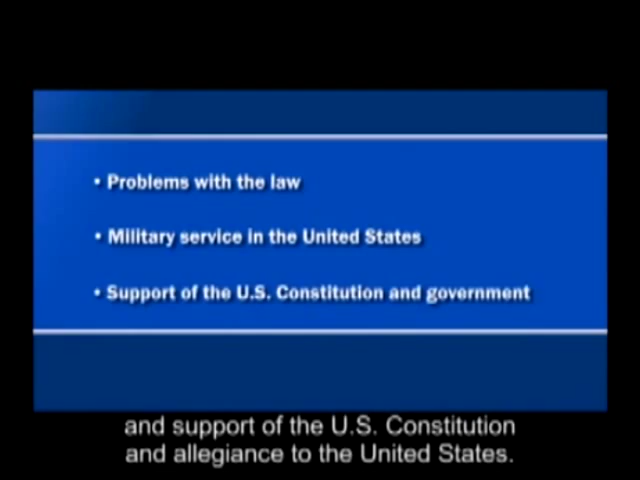 • Problems with the law
• Military service in the United States
• Support of the U.S. Constitution and government
and support of the U.S. Constitution
and allegiance to the United States.